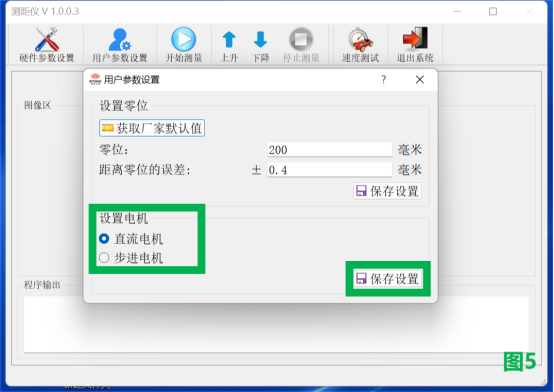 测距仪 V 1.0.0.3
硬件参数设置 用户参数设置 开始测量 上升 下降 停止测量 速度测试 退出系统
用户参数设置 ?
图像区
设置零位
获取厂家默认值
零位: 200 毫米
距离零位的误差: ± 0.4 毫米
保存设置
设置电机
直流电机
步进电机
保存设置
程序输出
图5